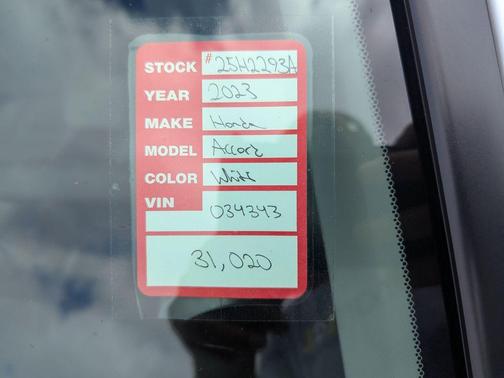 STOCK #25H2293A
YEAR 2023
MAKE Honda
MODEL Accord
COLOR White
VIN 034343
31,020